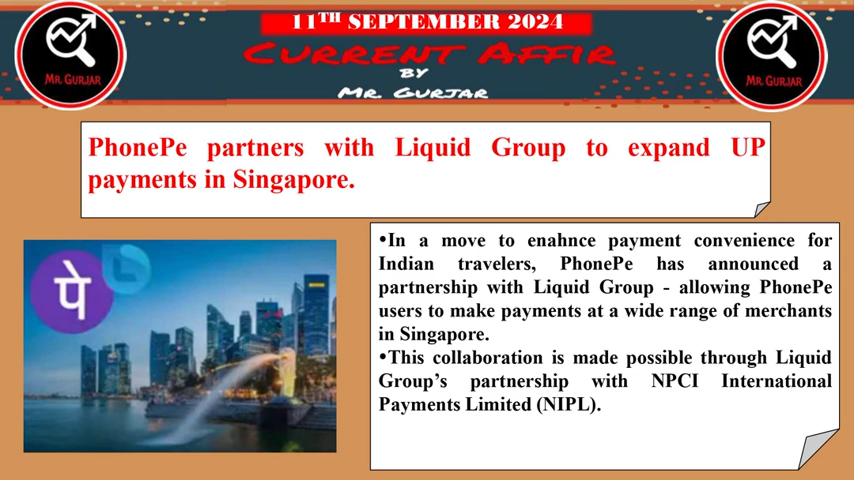 11TH SEPTEMBER 2024
CURRENT AFFIR
BY
MR. GURJAR
MR. GURJAR
MR. GURJAR
PhonePe partners with Liquid Group to expand UP
payments in Singapore.
पे
•In a move to enahnce payment convenience for
Indian travelers, PhonePe has announced a
partnership with Liquid Group - allowing PhonePe
users to make payments at a wide range of merchants
in Singapore.
•This collaboration is made possible through Liquid
Group’s partnership with NPCI International
Payments Limited (NIPL).